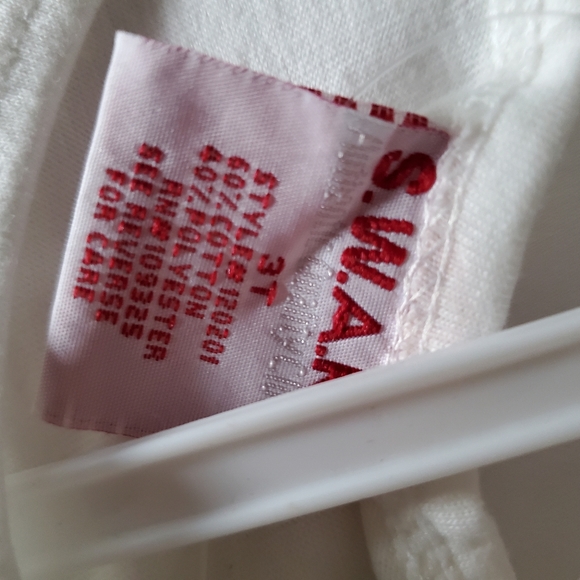 S.W.A.
3T
STYLE#120201
60% COTTON
40% POLYESTER
RN# 109325
SEE REVERSE
FOR CARE